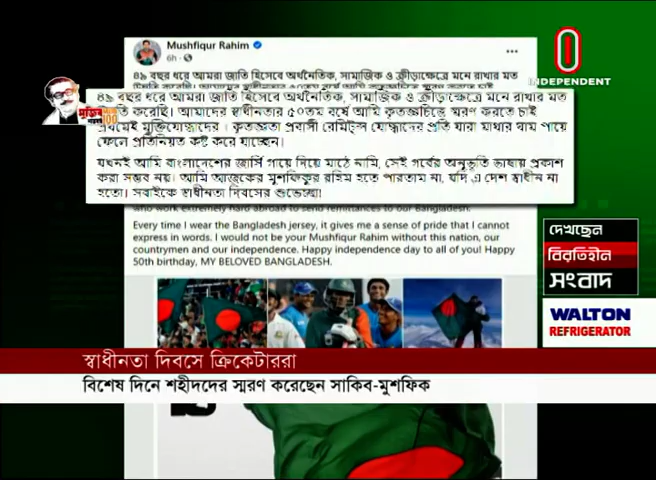 Mushfiqur Rahim
6h
INDEPENDENT
৪৯ বছর ধরে আমরা জাতি হিসেবে অর্থনৈতিক, সামাজিক ও ক্রীড়াক্ষেত্রে মনে রাখার মত
৪৯ বছর ধরে আমরা জাতি হিসেবে অর্থনৈতিক, সামাজিক ও ক্রীড়াক্ষেত্রে মনে রাখার মত
উন্নতি করেছি। আমাদের স্বাধীনতার ৫০তম বর্ষে আমি কৃতজ্ঞচিত্তে স্মরণ করতে চাই
প্রথমেই মুক্তিযোদ্ধাদের । কৃতজ্ঞতা প্রবাসী রেমিট্যন্স যোদ্ধাদের প্রতি যারা মাথার ঘাম পায়ে
ফেলে প্রতিনিয়ত কষ্ট করে যাচ্ছেন।
যখনই আমি বাংলাদেশের জার্সি গায়ে দিয়ে মাঠে নামি, সেই গর্বের অনুভূতি ভাষায় প্রকাশ
করা সম্ভব নয়। আমি আজকের মুশফিকুর রহিম হতে পারতাম না, যদি এ দেশ স্বাধীন না
হতো। সবাইকে স্বাধীনতা দিবসের শুভেচ্ছা!
who work extremely hard abroad to send remittances to our Bangladesh.
Every time I wear the Bangladesh jersey, it gives me a sense of pride that I cannot
express in words. I would not be your Mushfiqur Rahim without this nation, our
countrymen and our independence. Happy independence day to all of you! Happy
50th birthday, MY BELOVED BANGLADESH.
দেখছেন
বিরতিহীন
সংবাদ
WALTON
REFRIGERATOR
স্বাধীনতা দিবসে ক্রিকেটাররা
বিশেষ দিনে শহীদদের স্মরণ করেছেন সাকিব-মুশফিক